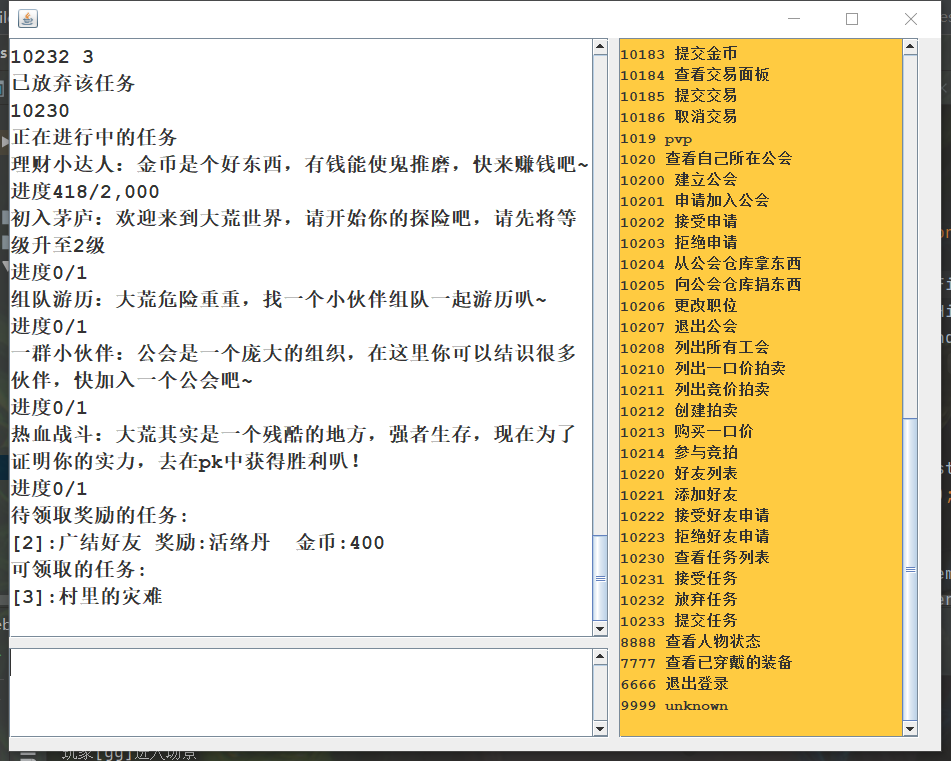 10232 3
已放弃该任务
10230
正在进行中的任务
理财小达人：金币是个好东西，有钱能使鬼推磨，快来赚钱吧~
进度418/2,000
初入茅庐：欢迎来到大荒世界，请开始你的探险吧，请先将等
级升至2级
进度0/1
组队游历：大荒危险重重，找一个小伙伴组队一起游历叭~
进度0/1
一群小伙伴：公会是一个庞大的组织，在这里你可以结识很多
伙伴，快加入一个公会吧~
进度0/1
热血战斗：大荒其实是一个残酷的地方，强者生存，现在为了
证明你的实力，去在pk中获得胜利叭！
进度0/1
待领取奖励的任务：
[2]:广结好友 奖励:活络丹  金币:400
可领取的任务：
[3]:村里的灾难
10183 提交金币
10184 查看交易面板
10185 提交交易
10186 取消交易
1019 pvp
1020 查看自己所在公会
10200 建立公会
10201 申请加入公会
10202 接受申请
10203 拒绝申请
10204 从公会仓库拿东西
10205 向公会仓库捐东西
10206 更改职位
10207 退出公会
10208 列出所有工会
10210 列出一口价拍卖
10211 列出竞价拍卖
10212 创建拍卖
10213 购买一口价
10214 参与竞拍
10220 好友列表
10221 添加好友
10222 接受好友申请
10223 拒绝好友申请
10230 查看任务列表
10231 接受任务
10232 放弃任务
10233 提交任务
8888 查看人物状态
7777 查看已穿戴的装备
6666 退出登录
9999 unknown
玩家[gg]进入场景